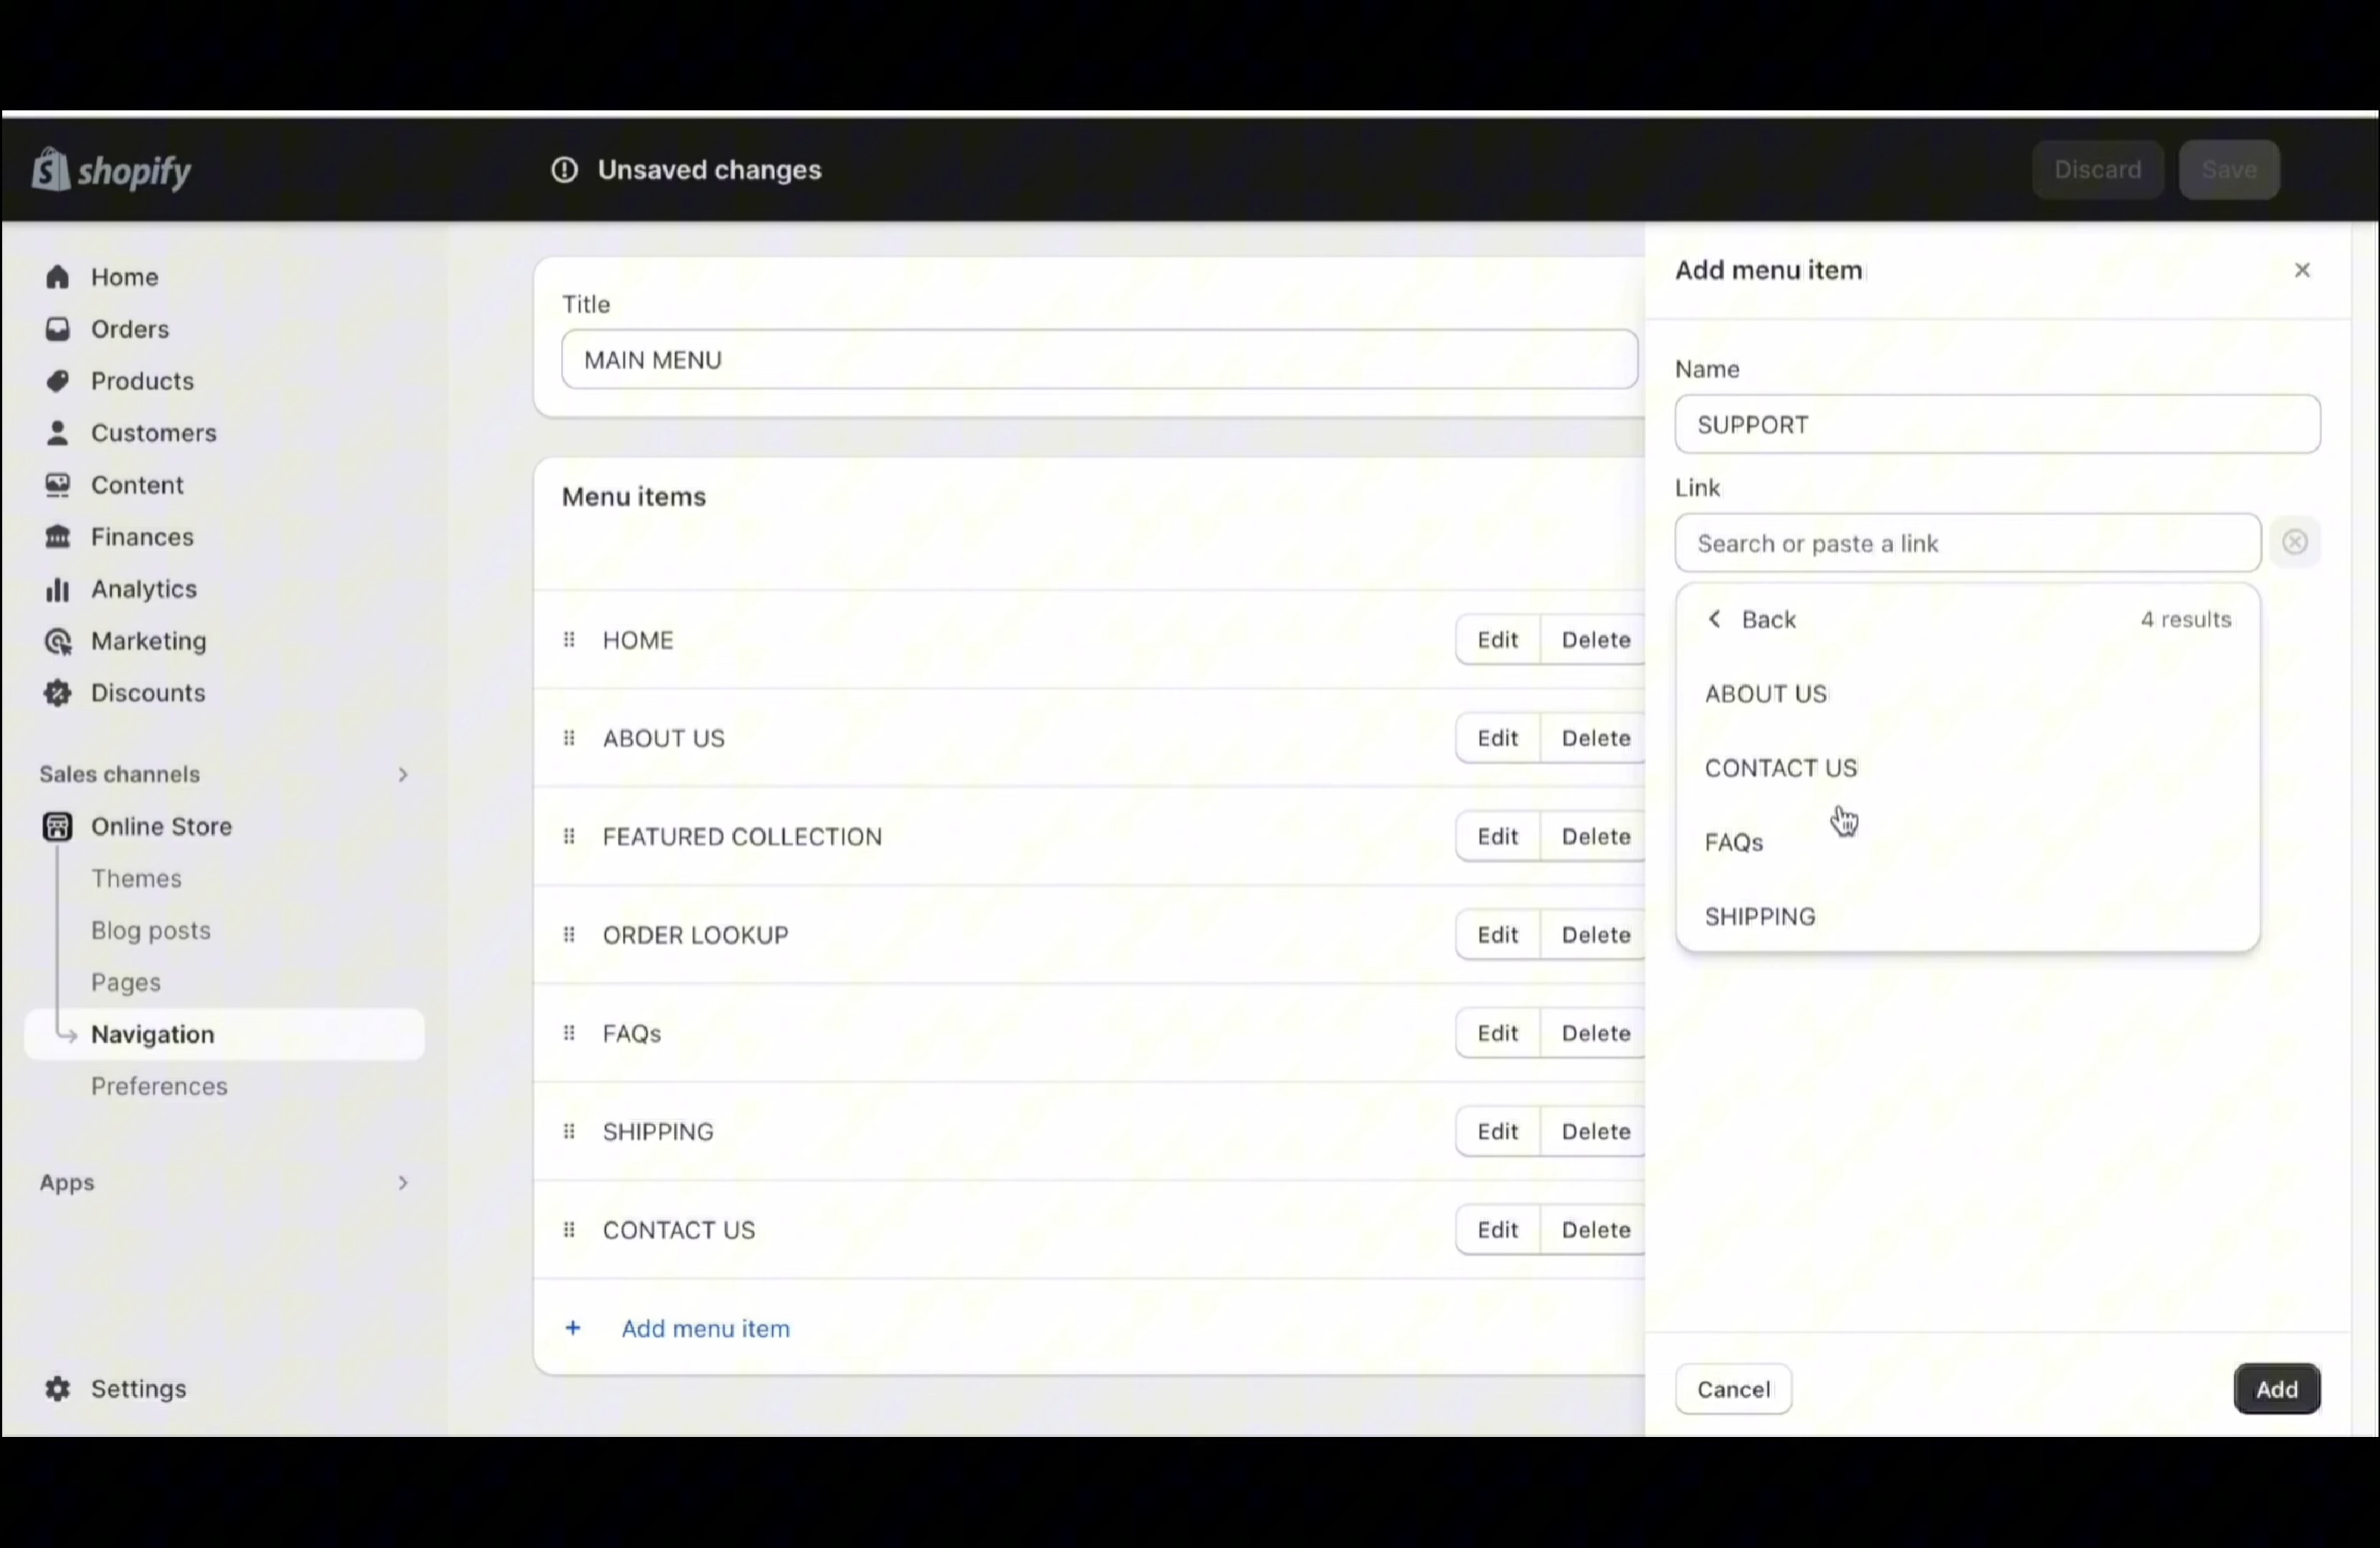 shopify
Unsaved changes
Discard
Save
Home
Orders
Products
Customers
Content
Finances
Analytics
Marketing
Discounts
Sales channels
Online Store
Themes
Blog posts
Pages
Navigation
Preferences
Apps
Settings
Title
MAIN MENU
Menu items
HOME Edit Delete
ABOUT US Edit Delete
FEATURED COLLECTION Edit Delete
ORDER LOOKUP Edit Delete
FAQs Edit Delete
SHIPPING Edit Delete
CONTACT US Edit Delete
+ Add menu item
Add menu item
Name
SUPPORT
Link
Search or paste a link
Back 4 results
ABOUT US
CONTACT US
FAQs
SHIPPING
Cancel
Add